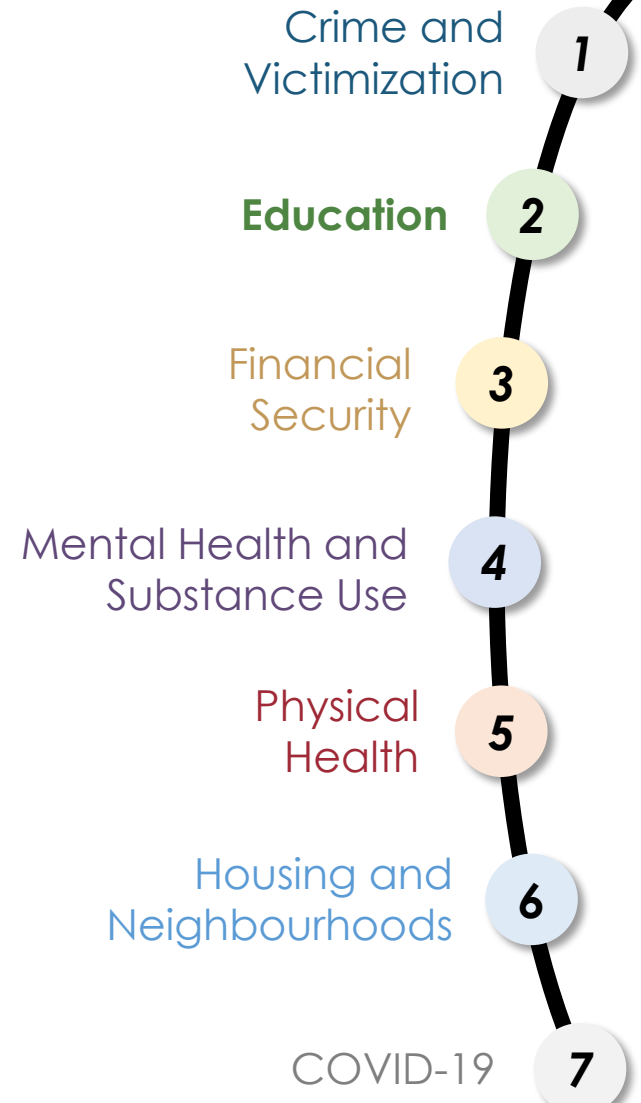 Crime and
Victimization
1
Education
2
Financial
Security
3
Mental Health and
Substance Use
4
Physical
Health
5
Housing and
Neighbourhoods
6
COVID-19
7